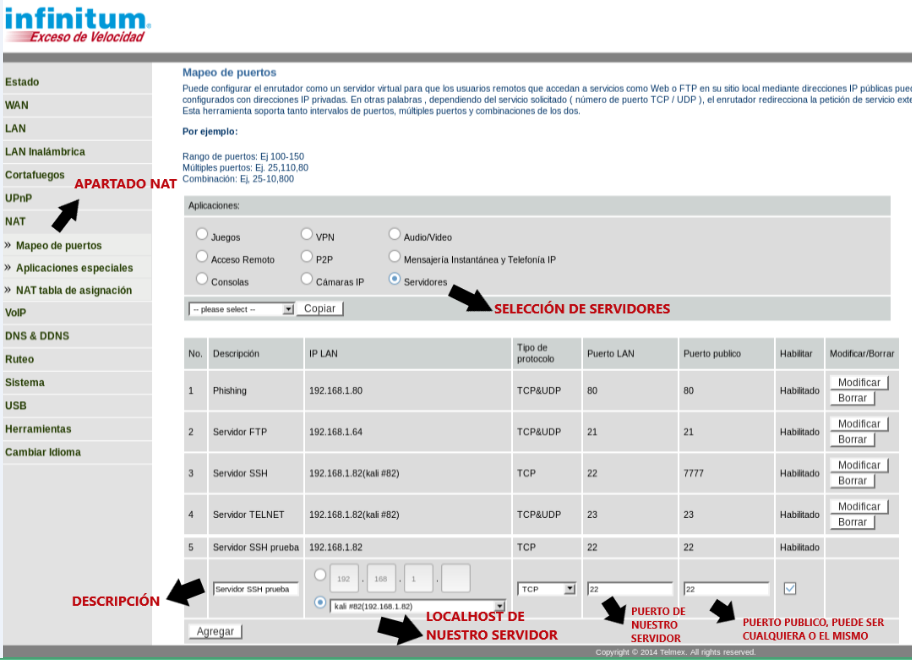 infinitum.
Exceso de Velocidad
Estado
WAN
LAN
LAN Inalámbrica
Cortafuegos
UPnP
NAT
» Mapeo de puertos
» Aplicaciones especiales
» NAT tabla de asignación
VoIP
DNS & DDNS
Ruteo
Sistema
USB
Herramientas
Cambiar Idioma
APARTADO NAT
Mapeo de puertos
Puede configurar el enrutador como un servidor virtual para que los usuarios remotos que accedan a servicios como Web o FTP en su sitio local mediante direcciones IP públicas pued
configurados con direcciones IP privadas. En otras palabras , dependiendo del servicio solicitado ( número de puerto TCP / UDP ), el enrutador redirecciona la petición de servicio exte
Esta herramienta soporta tanto intervalos de puertos, múltiples puertos y combinaciones de los dos.
Por ejemplo:
Rango de puertos: Ej 100-150
Múltiples puertos: Ej. 25,110,80
Combinación: Ej, 25-10,800
Aplicaciones:
Juegos VPN Audio/Video
Acceso Remoto P2P Mensajería Instantánea y Telefonía IP
Consolas Cámaras IP Servidores
-- please select -- Copiar
SELECCIÓN DE SERVIDORES
No. Descripción IP LAN Tipo de protocolo Puerto LAN Puerto publico Habilitar Modificar/Borrar
1 Phishing 192.168.1.80 TCP&UDP 80 80 Habilitado Modificar Borrar
2 Servidor FTP 192.168.1.64 TCP&UDP 21 21 Habilitado Modificar Borrar
3 Servidor SSH 192.168.1.82(kali #82) TCP 22 7777 Habilitado Modificar Borrar
4 Servidor TELNET 192.168.1.82(kali #82) TCP&UDP 23 23 Habilitado Modificar Borrar
5 Servidor SSH prueba 192.168.1.82 TCP 22 22 Habilitado
192 . 168 . 1 .
Servidor SSH prueba kali #82(192.168.1.82) TCP 22 22
DESCRIPCIÓN
LOCALHOST DE
NUESTRO SERVIDOR
PUERTO DE
NUESTRO
SERVIDOR
PUERTO PUBLICO, PUEDE SER
CUALQUIERA O EL MISMO
Agregar
Copyright © 2014 Telmex. All rights reserved.